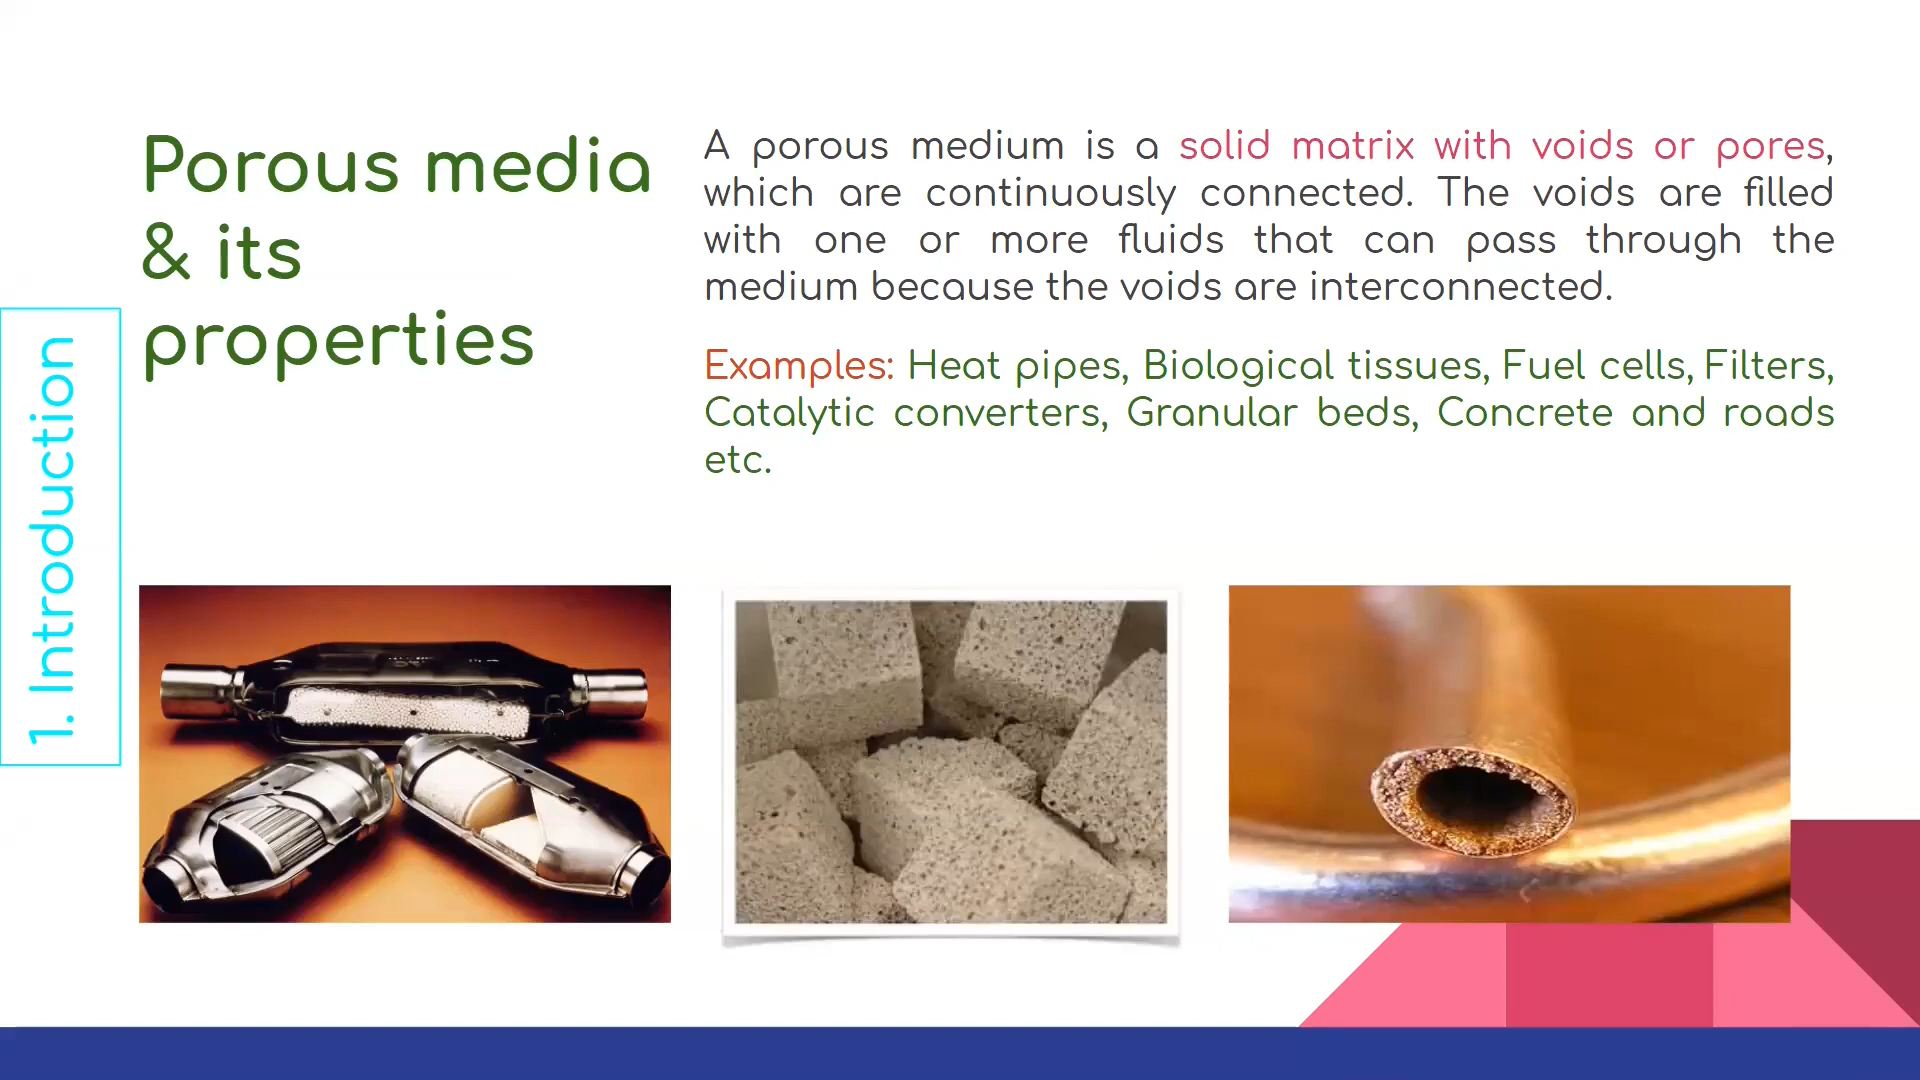 Porous media
& its
properties
A porous medium is a solid matrix with voids or pores,
which are continuously connected. The voids are filled
with one or more fluids that can pass through the
medium because the voids are interconnected.
Examples: Heat pipes, Biological tissues, Fuel cells, Filters,
Catalytic converters, Granular beds, Concrete and roads
etc.
1. Introduction